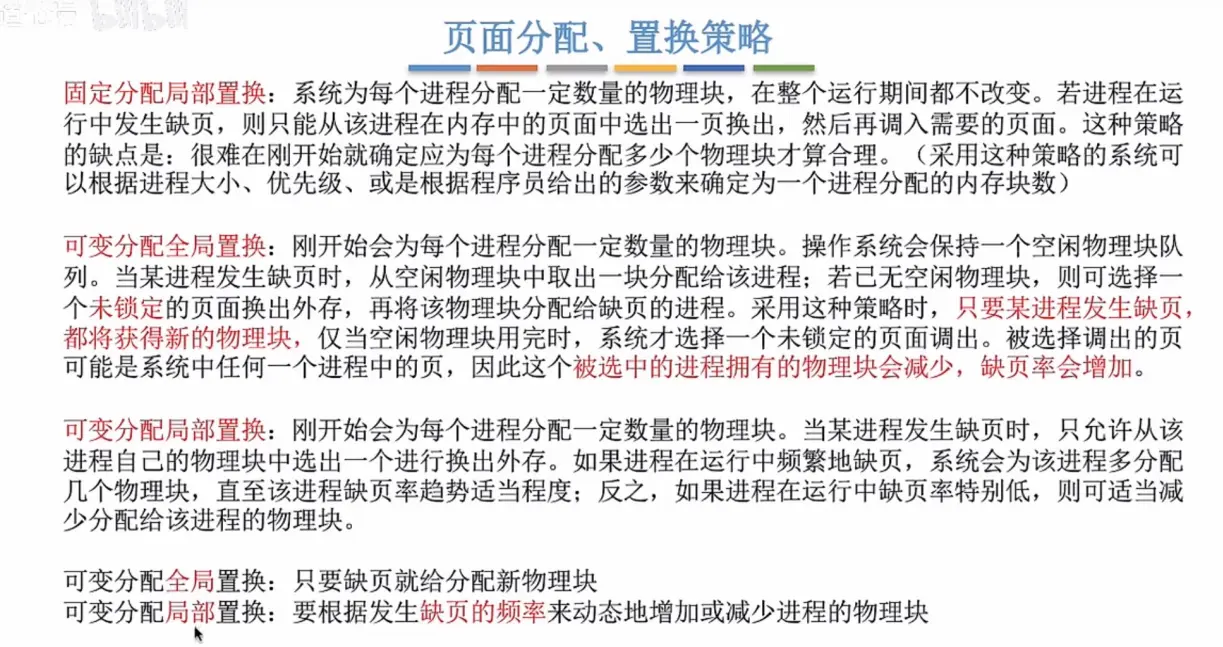 页面分配、置换策略
固定分配局部置换：系统为每个进程分配一定数量的物理块，在整个运行期间都不改变。若进程在运
行中发生缺页，则只能从该进程在内存中的页面中选出一页换出，然后再调入需要的页面。这种策略
的缺点是：很难在刚开始就确定应为每个进程分配多少个物理块才算合理。（采用这种策略的系统可
以根据进程大小、优先级、或是根据程序员给出的参数来确定为一个进程分配的内存块数）
可变分配全局置换：刚开始会为每个进程分配一定数量的物理块。操作系统会保持一个空闲物理块队
列。当某进程发生缺页时，从空闲物理块中取出一块分配给该进程；若已无空闲物理块，则可选择一
个未锁定的页面换出外存，再将该物理块分配给缺页的进程。采用这种策略时，只要某进程发生缺页，
都将获得新的物理块，仅当空闲物理块用完时，系统才选择一个未锁定的页面调出。被选择调出的页
可能是系统中任何一个进程中的页，因此这个被选中的进程拥有的物理块会减少，缺页率会增加。
可变分配局部置换：刚开始会为每个进程分配一定数量的物理块。当某进程发生缺页时，只允许从该
进程自己的物理块中选出一个进行换出外存。如果进程在运行中频繁地缺页，系统会为该进程多分配
几个物理块，直至该进程缺页率趋势适当程度；反之，如果进程在运行中缺页率特别低，则可适当减
少分配给该进程的物理块。
可变分配全局置换：只要缺页就给分配新物理块
可变分配局部置换：要根据发生缺页的频率来动态地增加或减少进程的物理块